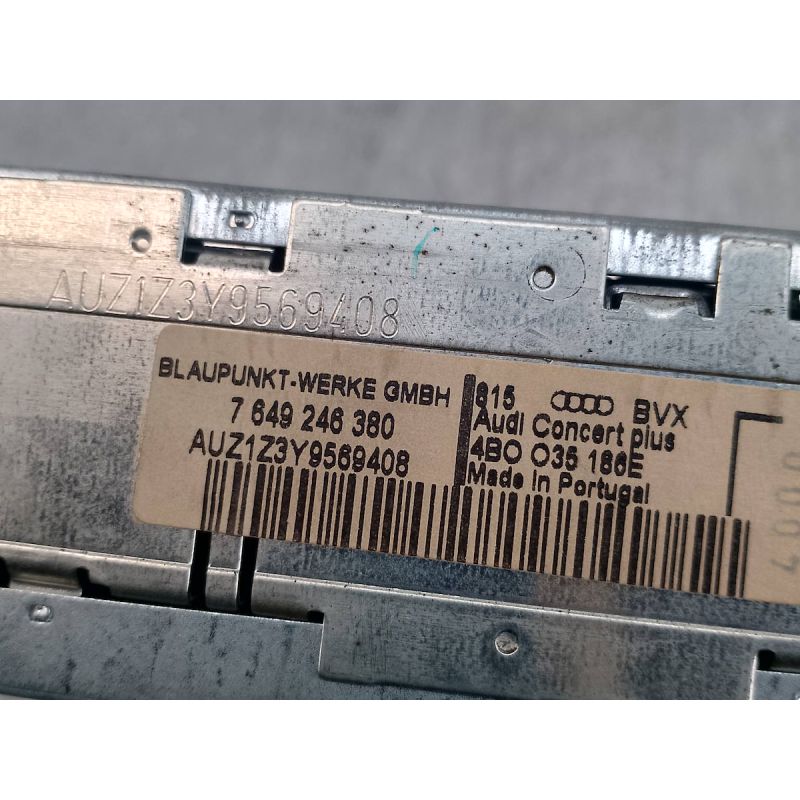 AUZ1Z3Y9569408
BLAUPUNKT-WERKE GMBH
7 649 246 380
AUZ1Z3Y9569408
815 BVX
Audi Concert plus
4B0 035 186E
Made in Portugal